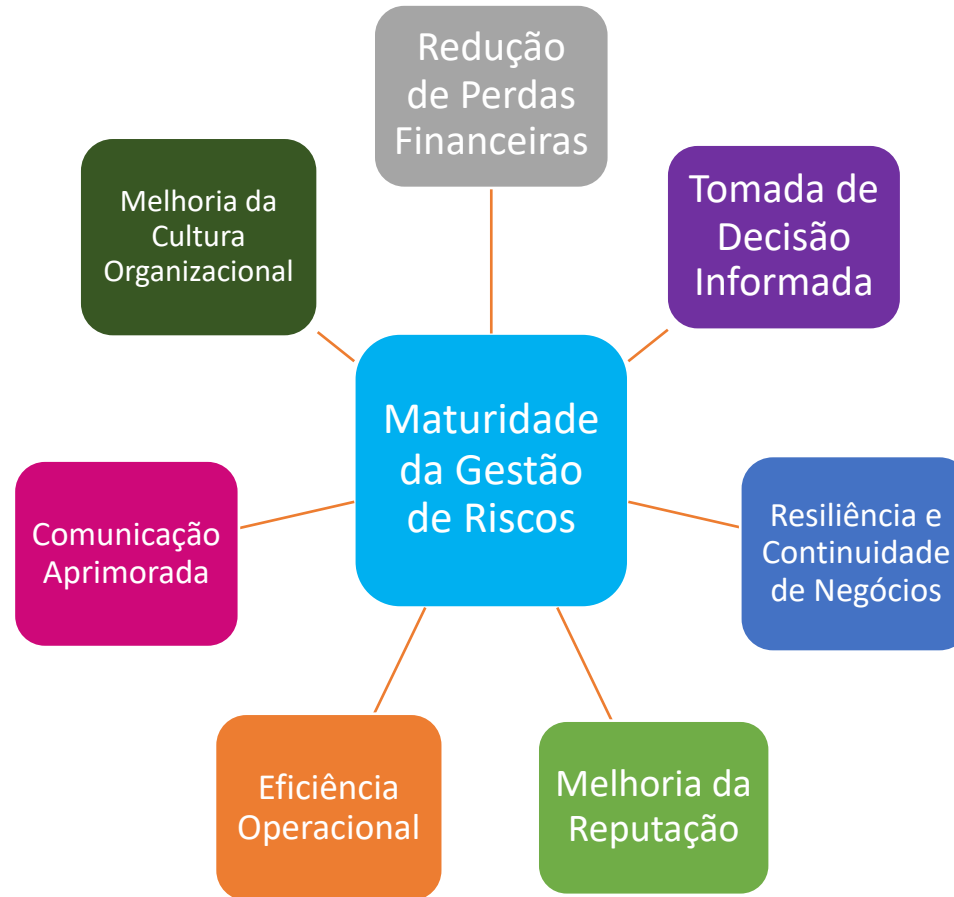 Redução
de Perdas
Financeiras
Tomada de
Decisão
Informada
Resiliência e
Continuidade
de Negócios
Melhoria da
Reputação
Eficiência
Operacional
Comunicação
Aprimorada
Melhoria da
Cultura
Organizacional
Maturidade
da Gestão
de Riscos